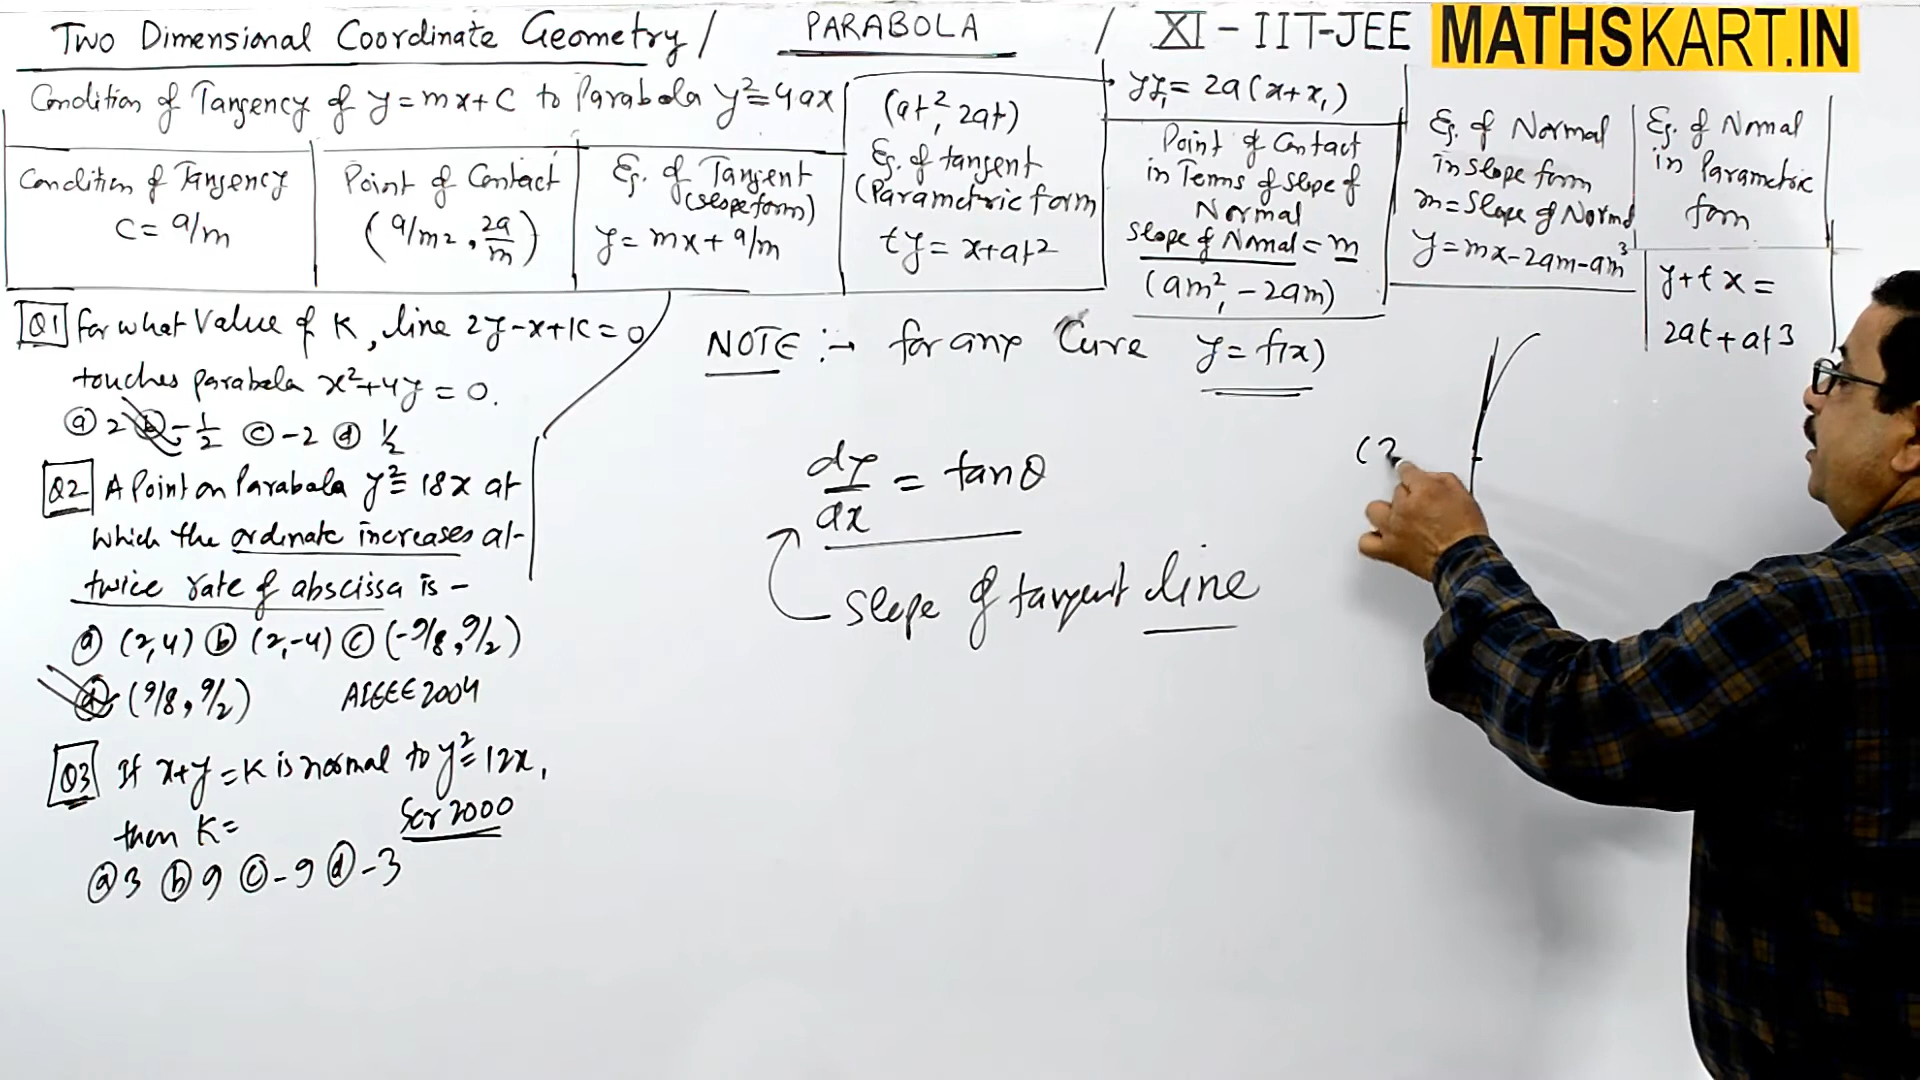 TWO Dimensional Coordinate Geometry / PARABOLA / XI - IIT-JEE MATHSKART.IN
Condition of Tangency of y=mx+c to Parabola y²=4ax
Condition of Tangency
c = a/m
Point of Contact
(a/m², 2a/m)
Eq. of Tangent
(slope form)
y = mx + a/m
(at², 2at)
Eq. of tangent
(Parametric form
ty = x+at²
yy₁ = 2a(x+x₁)
Point of Contact
in Terms of slope of
Normal
slope of Normal = m
(am², -2am)
Eq. of Normal
in slope form
m = slope of Normal
y = mx-2am-am³
Eq. of Normal
in Parametric
form
y+tx =
2at+at³
Q1 for what value of K, line 2y-x+K=0
touches parabola x²+4y=0.
(a) 2 (b) -1/2 (c) -2 (d) 1/2
Q2 A Point on Parabola y²=18x at
which the ordinate increases at
twice rate of abscissa is -
(a) (2,4) (b) (2,-4) (c) (-9/8, 9/2)
(d) (9/8, 9/2) AIEEE 2004
Q3 If x+y=K is normal to y²=12x,
then K= Scr 2000
(a) 3 (b) 9 (c) -9 (d) -3
NOTE :→ for any Curve y = f(x)
dy/dx = tanθ
slope of tangent line